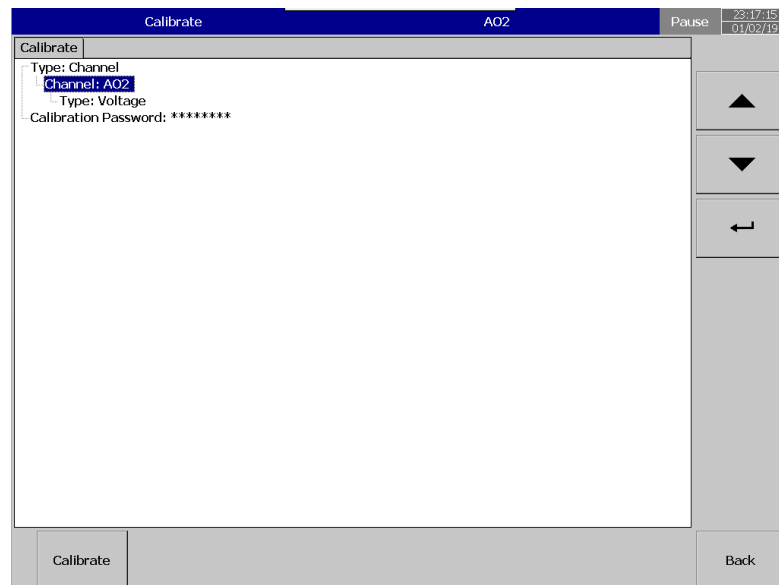 Calibrate AO2 Pause 23:17:15
01/02/19
Calibrate
Type: Channel
Channel: AO2
Type: Voltage
Calibration Password: ********
Calibrate Back